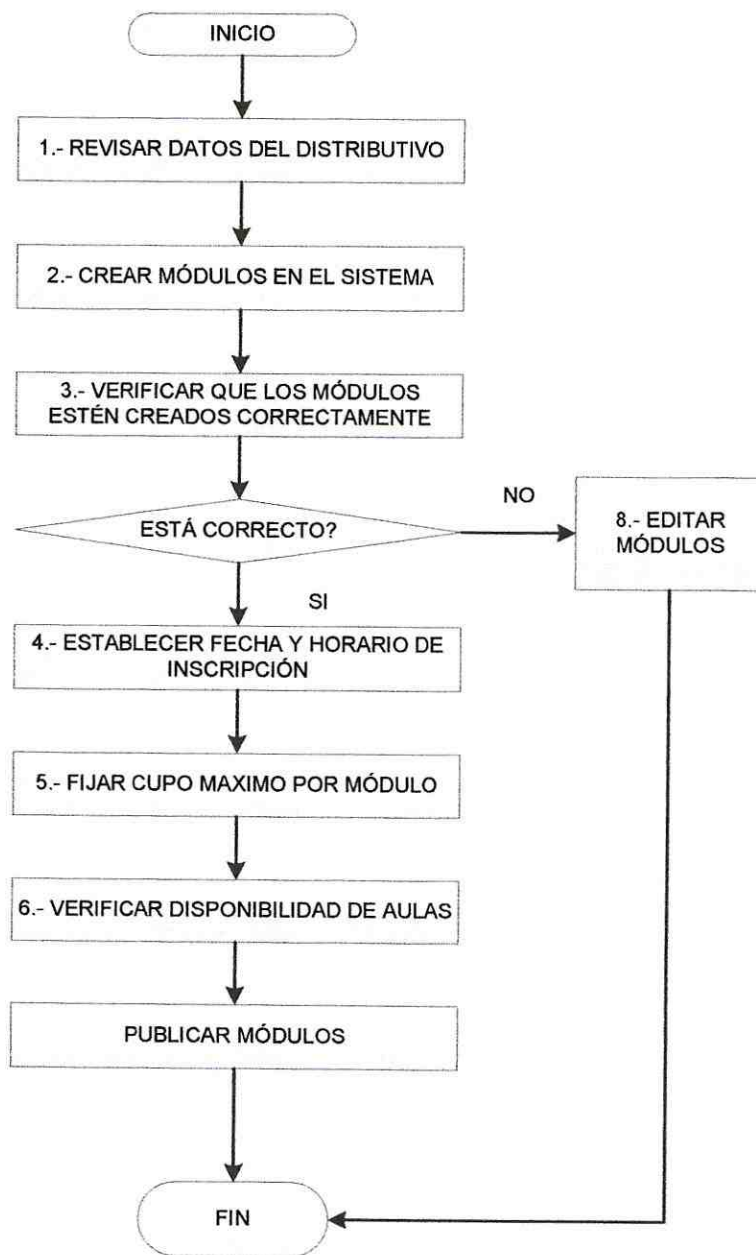 INICIO
1.- REVISAR DATOS DEL DISTRIBUTIVO
2.- CREAR MÓDULOS EN EL SISTEMA
3.- VERIFICAR QUE LOS MÓDULOS
ESTÉN CREADOS CORRECTAMENTE
ESTÁ CORRECTO?
NO
8.- EDITAR
MÓDULOS
SI
4.- ESTABLECER FECHA Y HORARIO DE
INSCRIPCIÓN
5.- FIJAR CUPO MAXIMO POR MÓDULO
6.- VERIFICAR DISPONIBILIDAD DE AULAS
PUBLICAR MÓDULOS
FIN